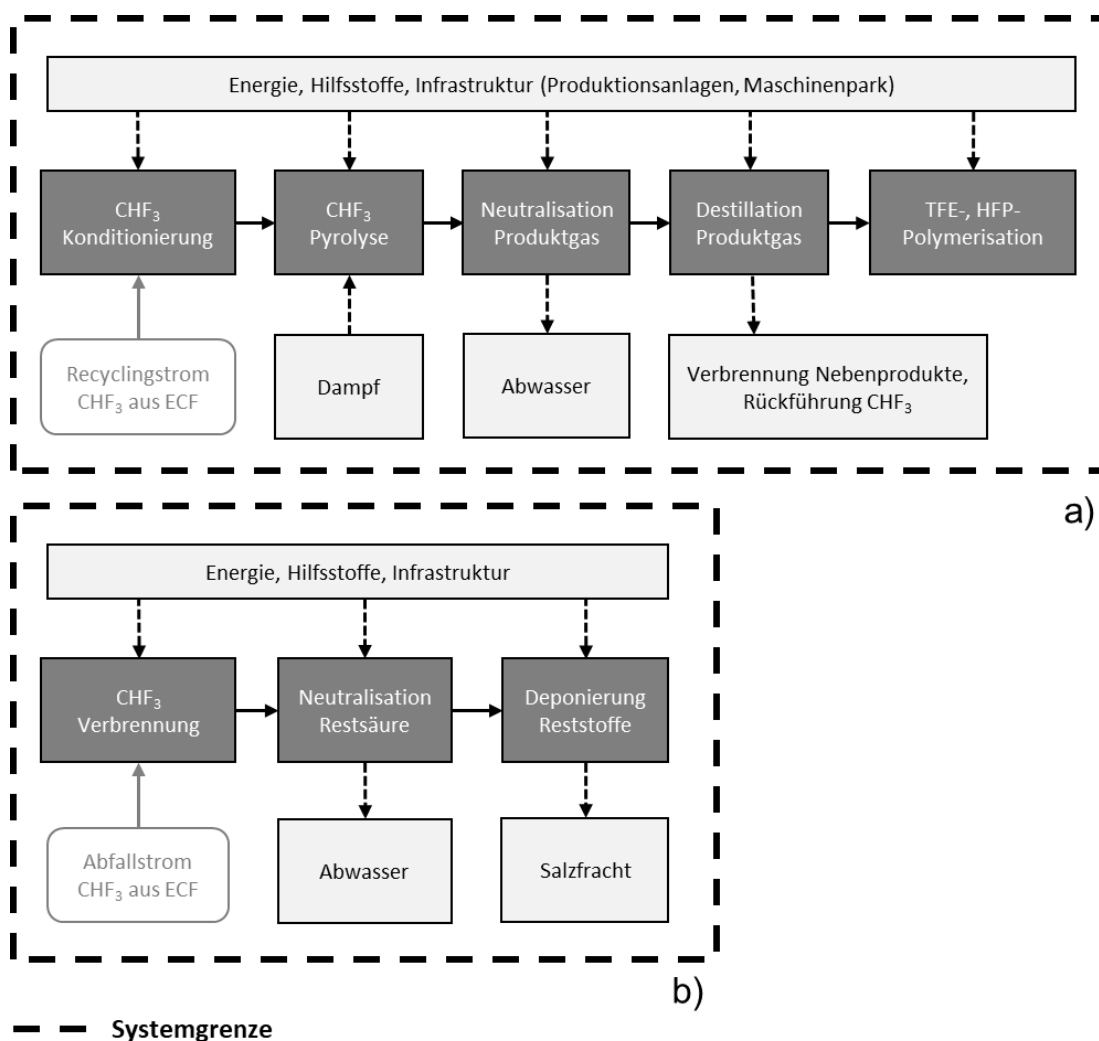 Energie, Hilfsstoffe, Infrastruktur (Produktionsanlagen, Maschinenpark)
CHF₃
Konditionierung
CHF₃
Pyrolyse
Neutralisation
Produktgas
Destillation
Produktgas
TFE-, HFP-
Polymerisation
Recyclingstrom
CHF₃ aus ECF
Dampf
Abwasser
Verbrennung Nebenprodukte,
Rückführung CHF₃
a)
Energie, Hilfsstoffe, Infrastruktur
CHF₃
Verbrennung
Neutralisation
Restsäure
Deponierung
Reststoffe
Abfallstrom
CHF₃ aus ECF
Abwasser
Salzfracht
b)
Systemgrenze